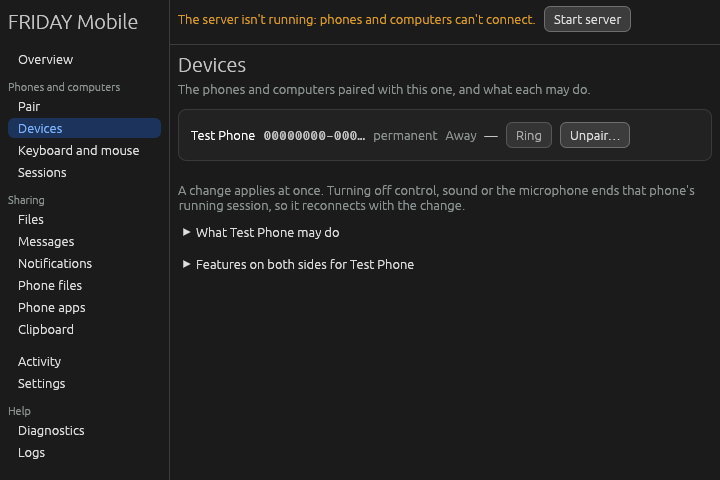 FRIDAY Mobile
Overview
Phones and computers
Pair
Devices
Keyboard and mouse
Sessions
Sharing
Files
Messages
Notifications
Phone files
Phone apps
Clipboard
Activity
Settings
Help
Diagnostics
Logs
The server isn't running: phones and computers can't connect. Start server
Devices
The phones and computers paired with this one, and what each may do.
Test Phone 00000000-000… permanent Away — Ring Unpair…
A change applies at once. Turning off control, sound or the microphone ends that phone's
running session, so it reconnects with the change.
▶ What Test Phone may do
▶ Features on both sides for Test Phone